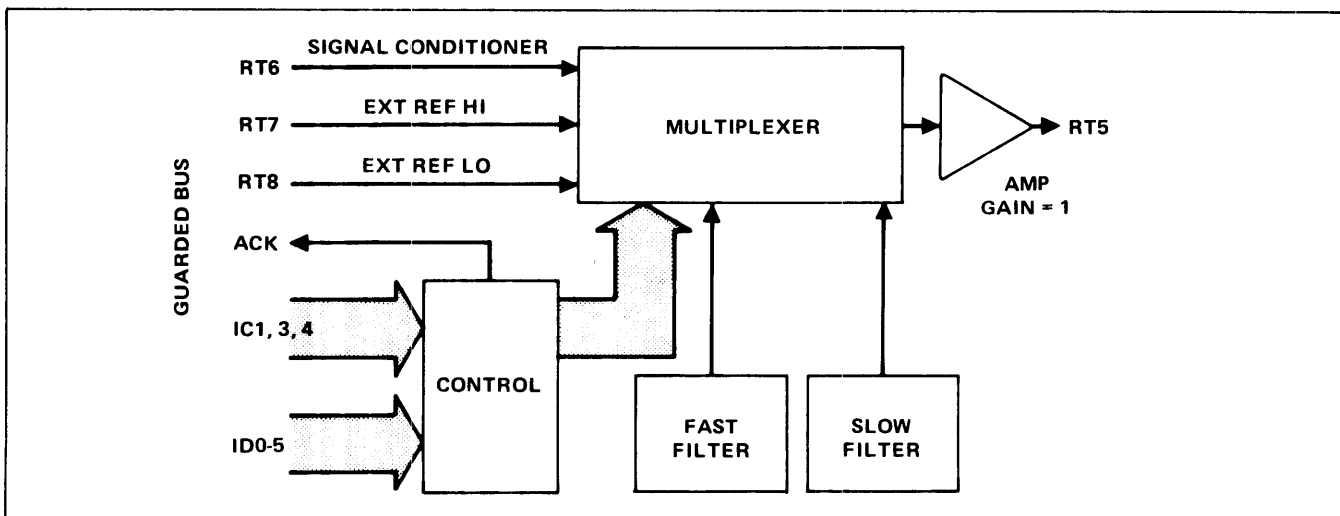 SIGNAL CONDITIONER
RT6
EXT REF HI
RT7
MULTIPLEXER
RT5
EXT REF LO
RT8
AMP
GAIN = 1
GUARDED BUS
ACK
IC1, 3, 4
CONTROL
ID0-5
FAST
FILTER
SLOW
FILTER